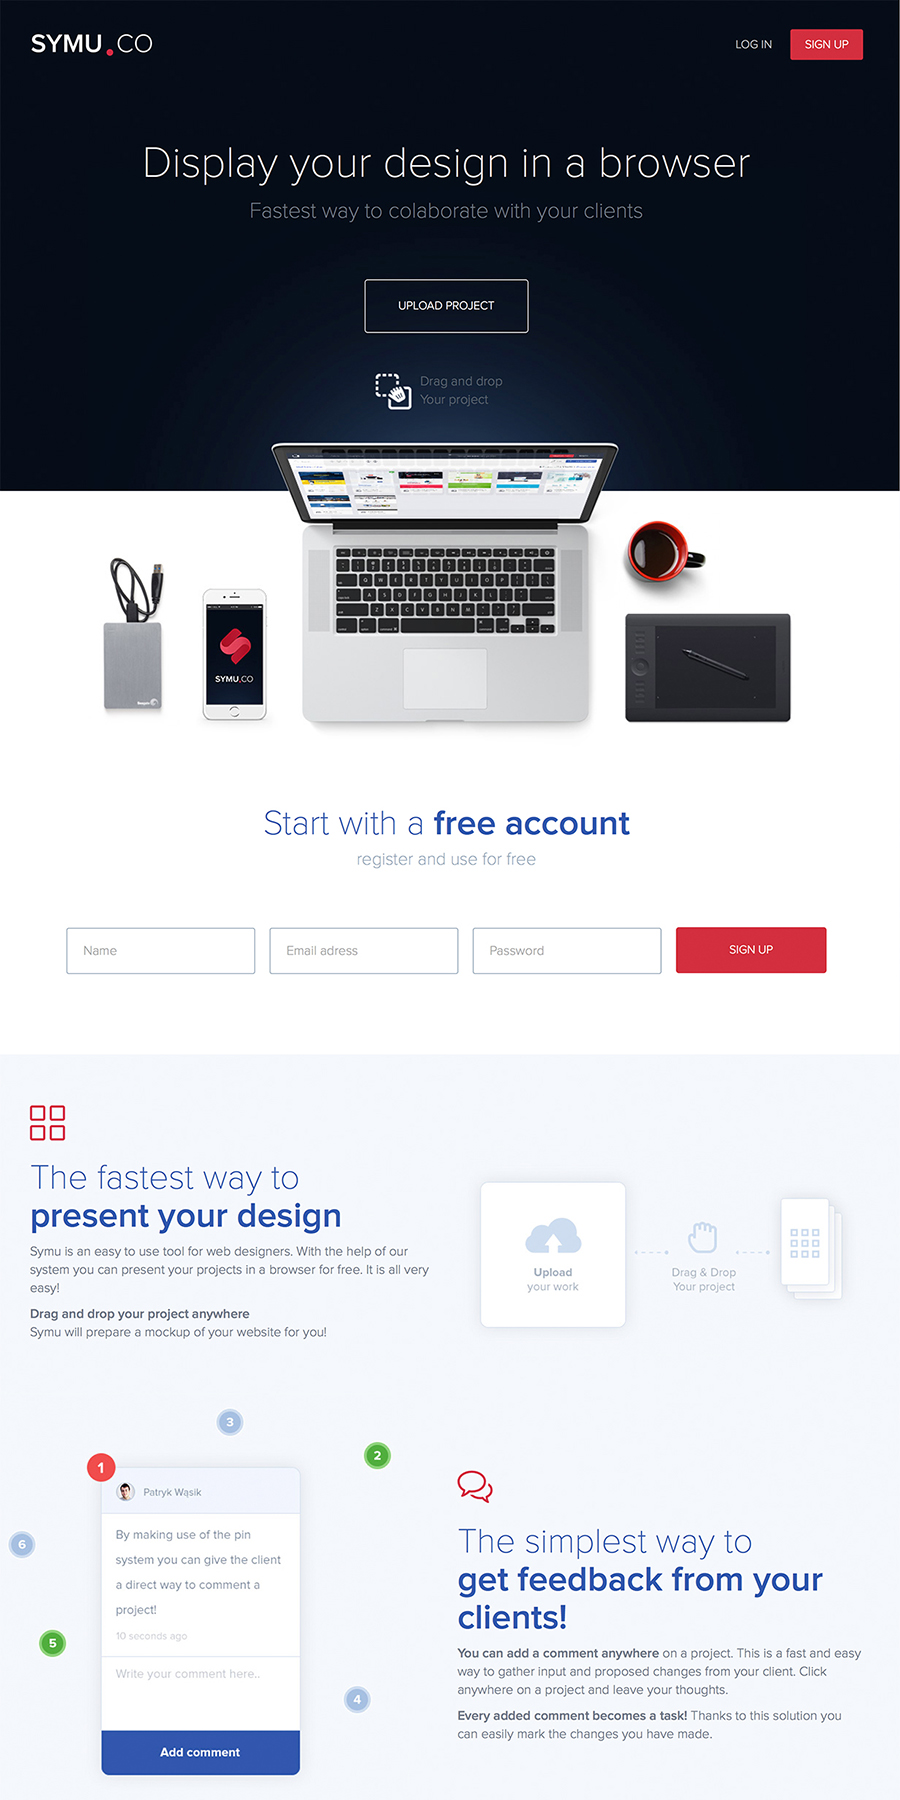 SYMU.CO
LOG IN
SIGN UP
Display your design in a browser
Fastest way to colaborate with your clients
UPLOAD PROJECT
Drag and drop
Your project
SYMU.CO
Start with a free account
register and use for free
Name
Email adress
Password
SIGN UP
The fastest way to
present your design
Symu is an easy to use tool for web designers. With the help of our
system you can present your projects in a browser for free. It is all very
easy!
Drag and drop your project anywhere
Symu will prepare a mockup of your website for you!
Upload
your work
Drag & Drop
Your project
3
2
1
Patryk Wąsik
By making use of the pin
system you can give the client
a direct way to comment a
project!
10 seconds ago
Write your comment here..
Add comment
6
5
4
The simplest way to
get feedback from your
clients!
You can add a comment anywhere on a project. This is a fast and easy
way to gather input and proposed changes from your client. Click
anywhere on a project and leave your thoughts.
Every added comment becomes a task! Thanks to this solution you
can easily mark the changes you have made.